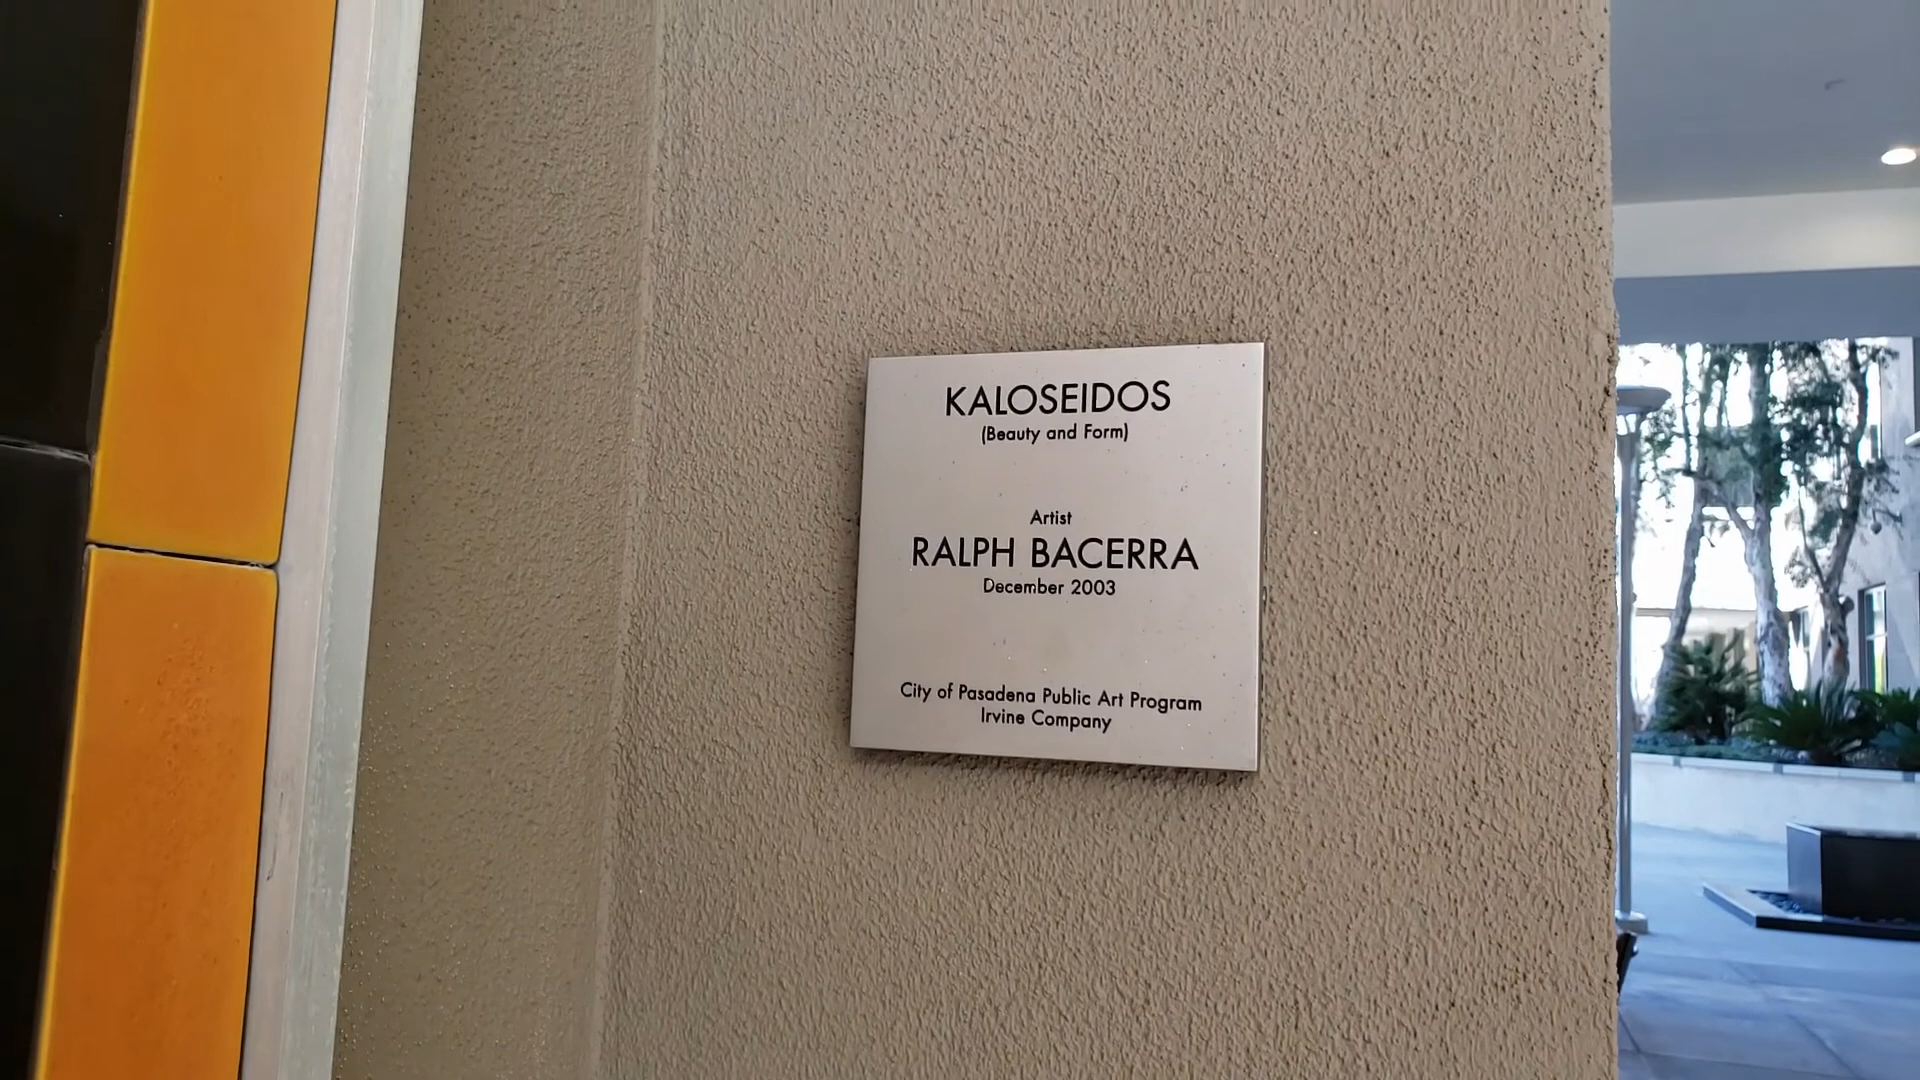 KALOSEIDOS
(Beauty and Form)
Artist
RALPH BACERRA
December 2003
City of Pasadena Public Art Program
Irvine Company